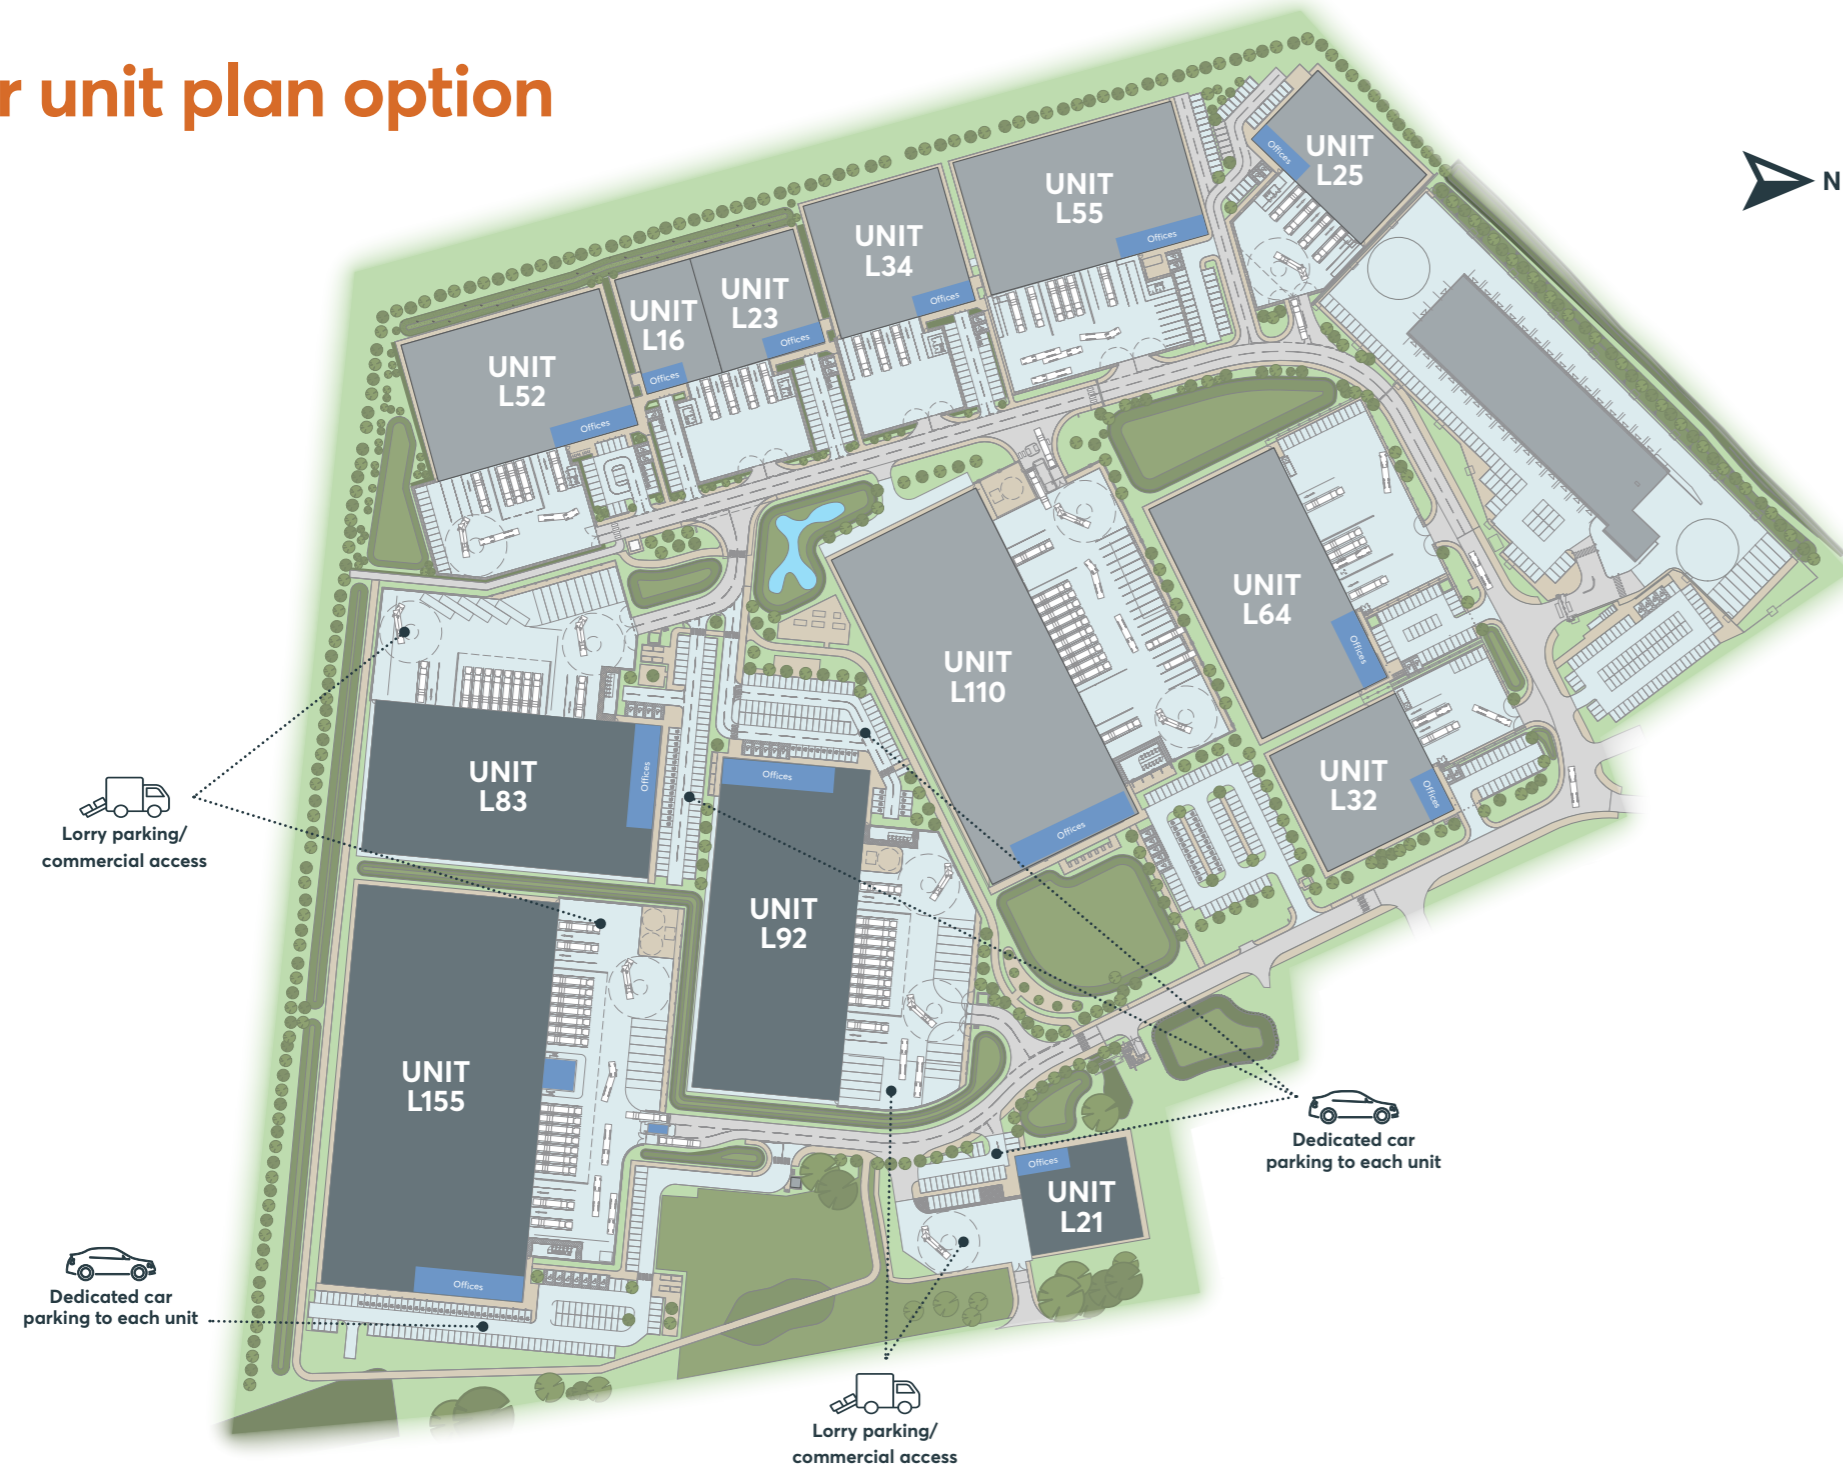 r unit plan option
N
UNIT
L25
Offices
UNIT
L55
Offices
UNIT
L34
Offices
UNIT
L23
Offices
UNIT
L16
Offices
UNIT
L52
Offices
UNIT
L64
Offices
UNIT
L110
Offices
UNIT
L32
Offices
UNIT
L83
Offices
UNIT
L92
Offices
UNIT
L155
Offices
UNIT
L21
Offices
Lorry parking/
commercial access
Dedicated car
parking to each unit
Dedicated car
parking to each unit
Lorry parking/
commercial access